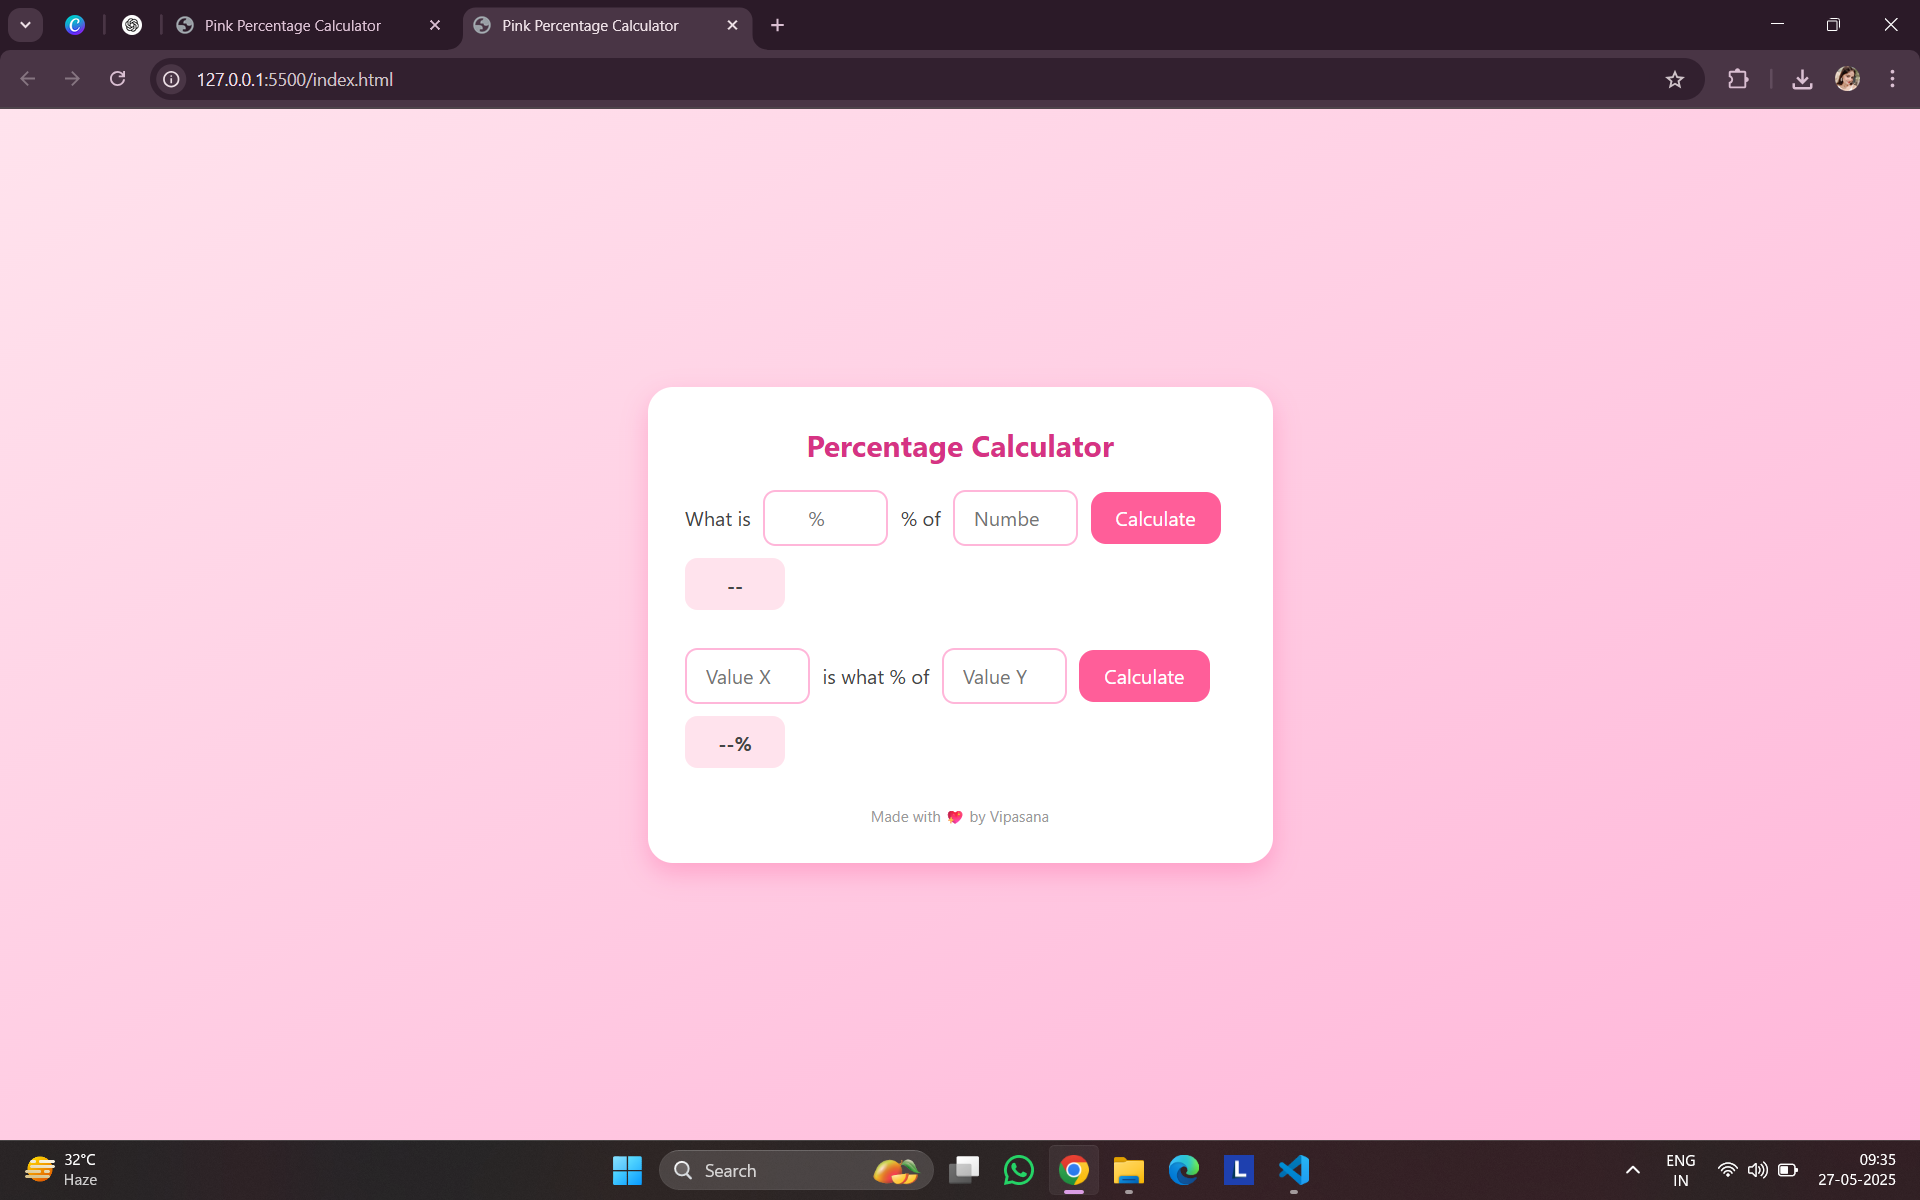 Pink Percentage Calculator Pink Percentage Calculator
127.0.0.1:5500/index.html
Percentage Calculator
What is % % of Numbe Calculate
--
Value X is what % of Value Y Calculate
--%
Made with 💖 by Vipasana
32°C
Haze
Search
L
ENG
IN
09:35
27-05-2025